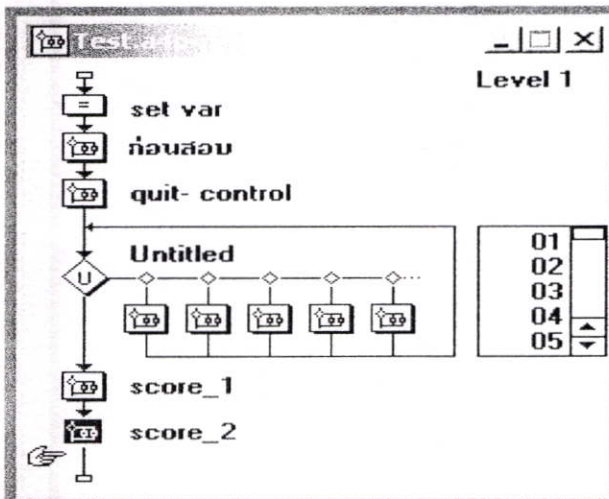 Test.a
Level 1
=
set var
ก่อนสอบ
quit- control
Untitled
U
01
02
03
04
05
score_1
score_2